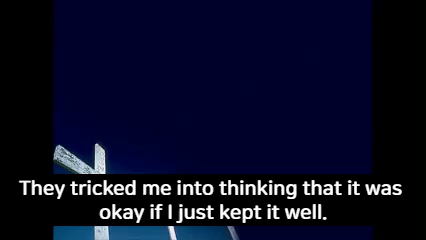 They tricked me into thinking that it was
okay if I just kept it well.